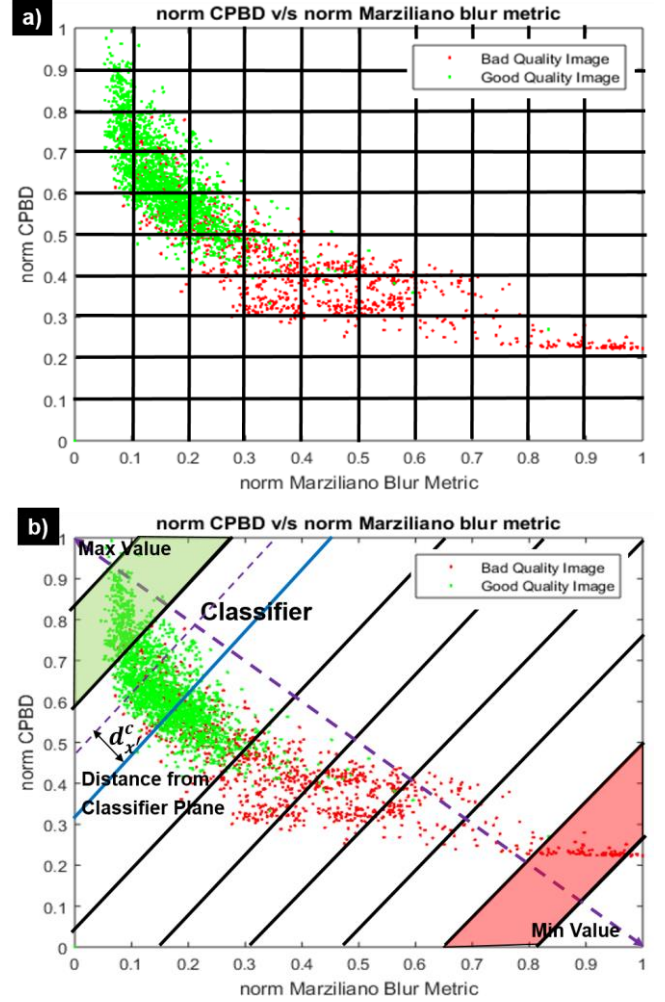 a)
norm CPBD v/s norm Marziliano blur metric
Bad Quality Image
Good Quality Image
1
0.9
0.8
0.7
0.6
0.5
0.4
0.3
0.2
0.1
0
norm CPBD
0 0.1 0.2 0.3 0.4 0.5 0.6 0.7 0.8 0.9 1
norm Marziliano Blur Metric
b)
norm CPBD v/s norm Marziliano blur metric
Max Value
Bad Quality Image
Good Quality Image
Classifier
d^c_{x'}
Distance from
Classifier Plane
Min Value
1
0.9
0.8
0.7
0.6
0.5
0.4
0.3
0.2
0.1
0
norm CPBD
0 0.1 0.2 0.3 0.4 0.5 0.6 0.7 0.8 0.9 1
norm Marziliano Blur Metric